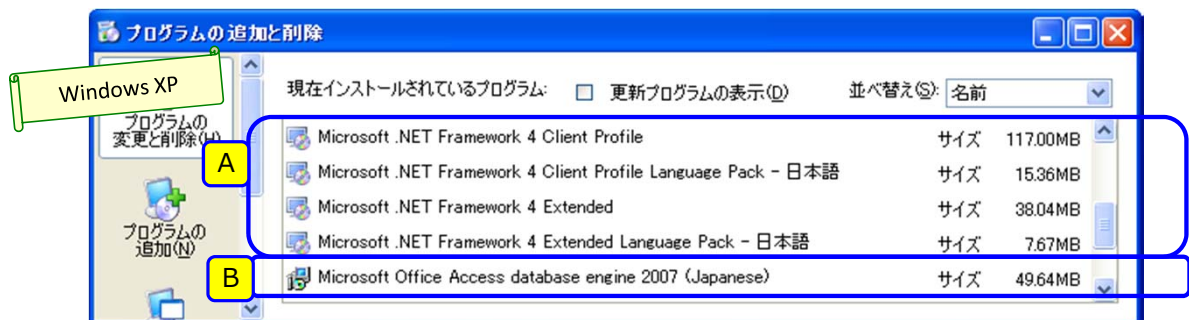 プログラムの追加と削除
Windows XP
現在インストールされているプログラム: 更新プログラムの表示(D) 並べ替え(S): 名前
プログラムの
変更と削除(H)
A
Microsoft .NET Framework 4 Client Profile サイズ 117.00MB
Microsoft .NET Framework 4 Client Profile Language Pack - 日本語 サイズ 15.36MB
Microsoft .NET Framework 4 Extended サイズ 38.04MB
プログラムの
追加(N)
Microsoft .NET Framework 4 Extended Language Pack - 日本語 サイズ 7.67MB
B
Microsoft Office Access database engine 2007 (Japanese) サイズ 49.64MB